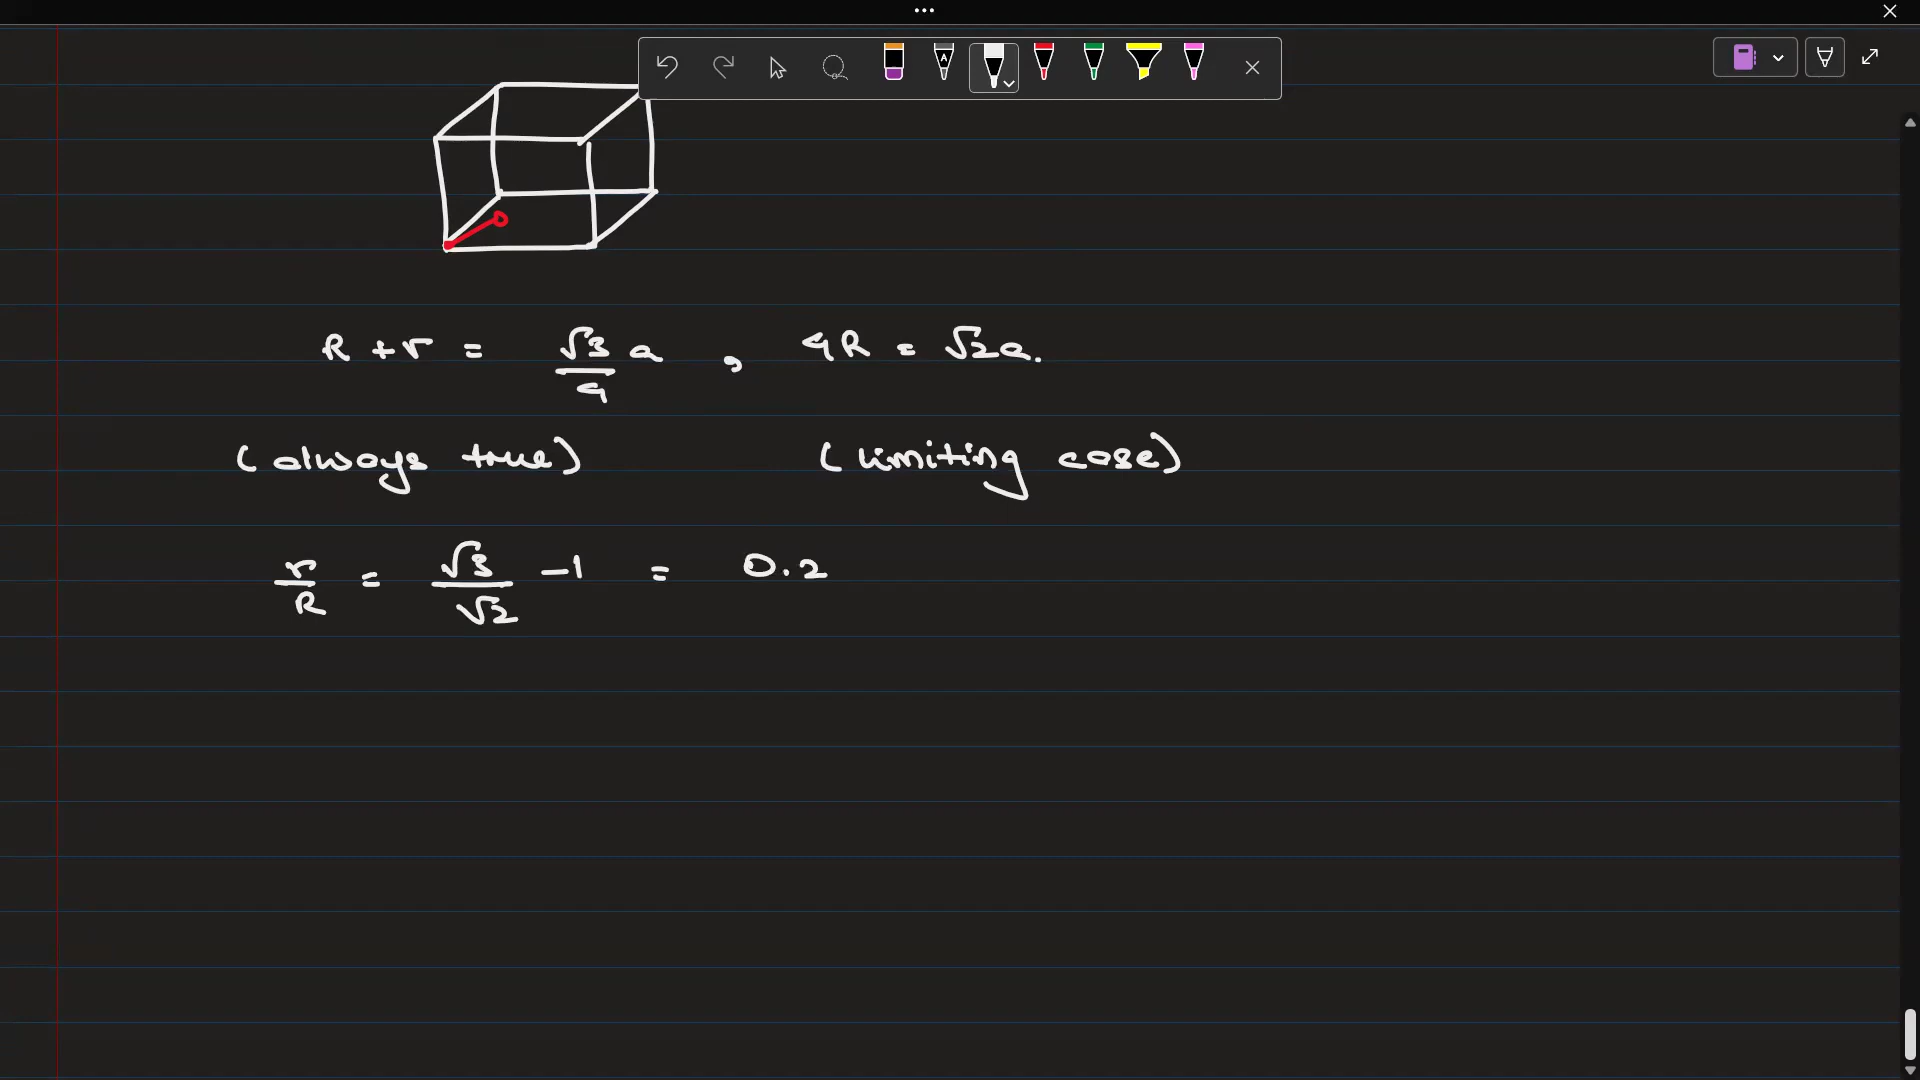 R + r = √3/4 a , 4R = √2a.
(always true) (limiting case)
r/R = √3/√2 - 1 = 0.2